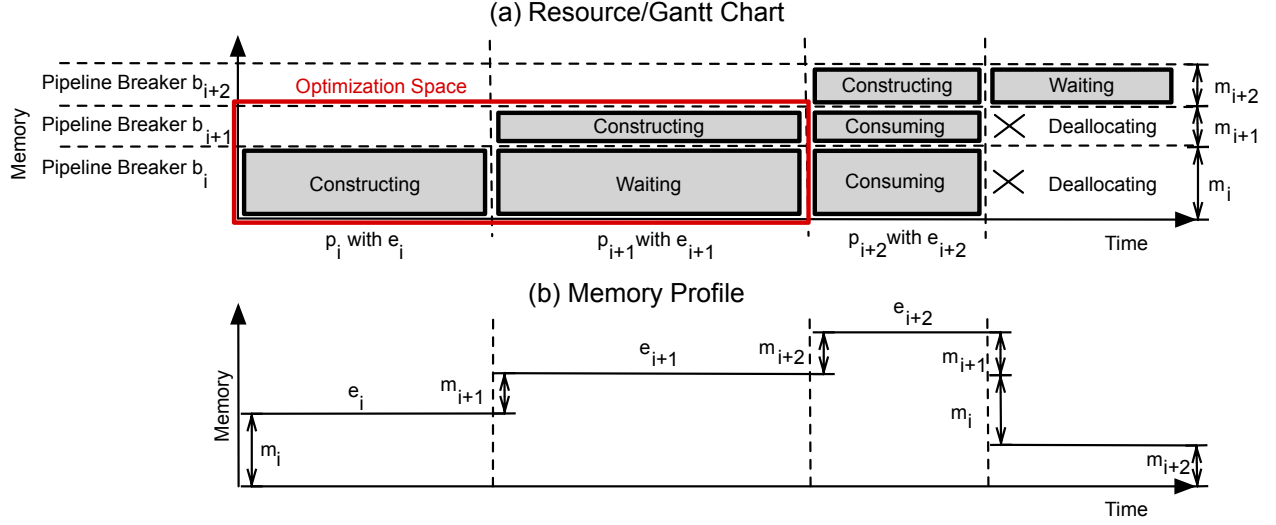 (a) Resource/Gantt Chart
Memory
Pipeline Breaker b_{i+2}
Optimization Space
Constructing
Waiting
m_{i+2}
Pipeline Breaker b_{i+1}
Constructing
Consuming
Deallocating
m_{i+1}
Pipeline Breaker b_i
Constructing
Waiting
Consuming
Deallocating
m_i
p_i with e_i
p_{i+1} with e_{i+1}
p_{i+2} with e_{i+2}
Time
(b) Memory Profile
Memory
e_i
m_i
m_{i+1}
e_{i+1}
m_{i+2}
e_{i+2}
m_{i+1}
m_i
m_{i+2}
Time